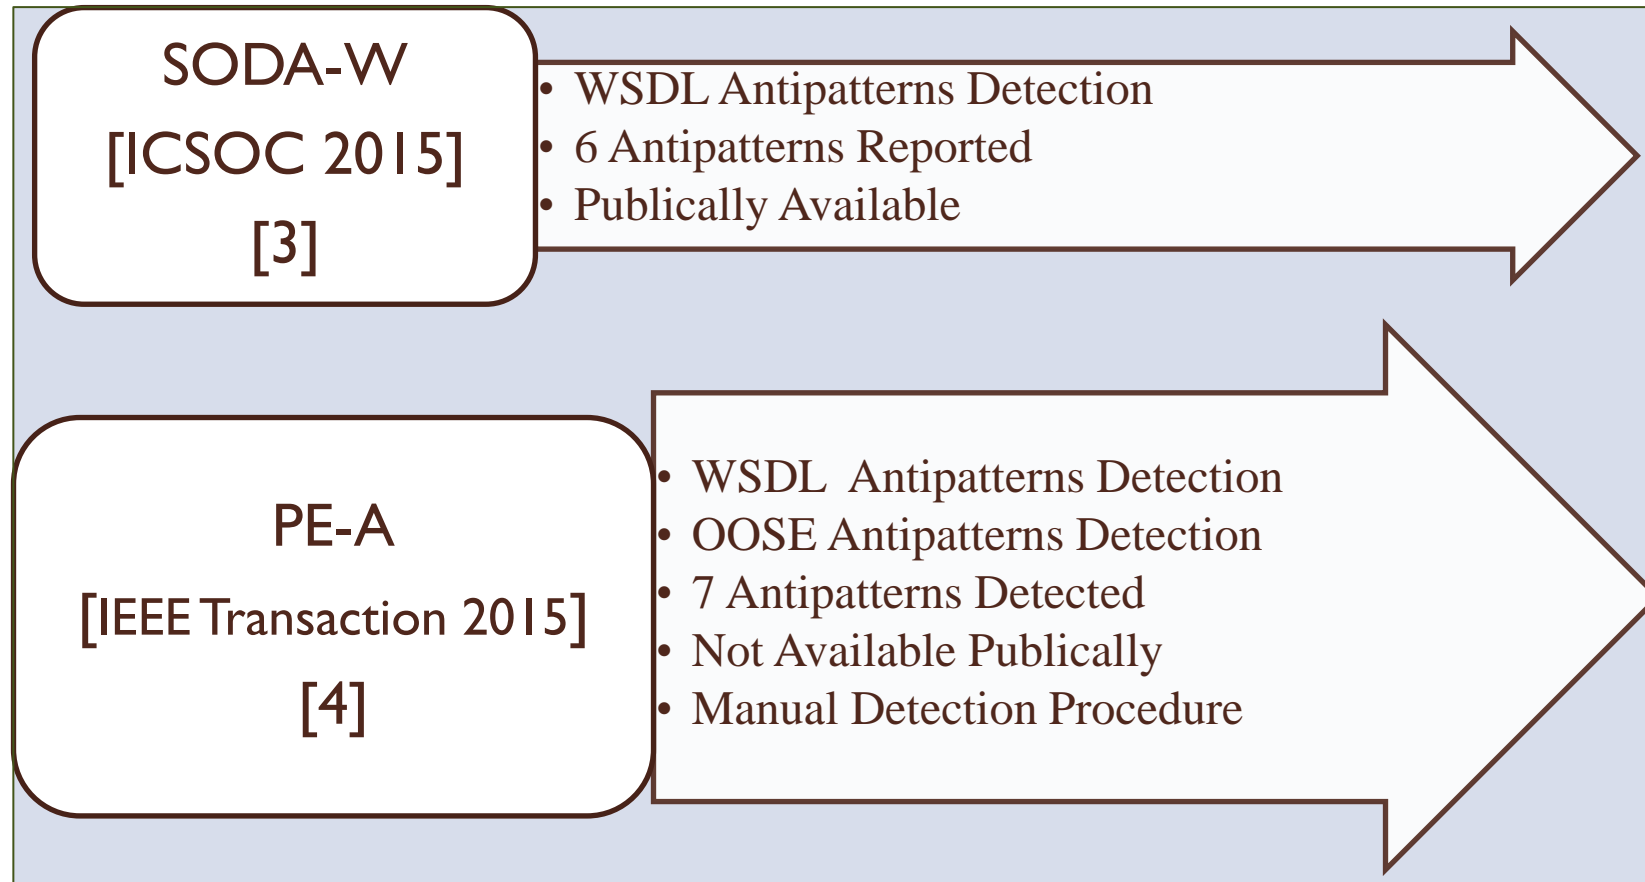 SODA-W
[ICSOC 2015]
[3]
• WSDL Antipatterns Detection
• 6 Antipatterns Reported
• Publically Available
PE-A
[IEEE Transaction 2015]
[4]
• WSDL  Antipatterns Detection
• OOSE Antipatterns Detection
• 7 Antipatterns Detected
• Not Available Publically
• Manual Detection Procedure